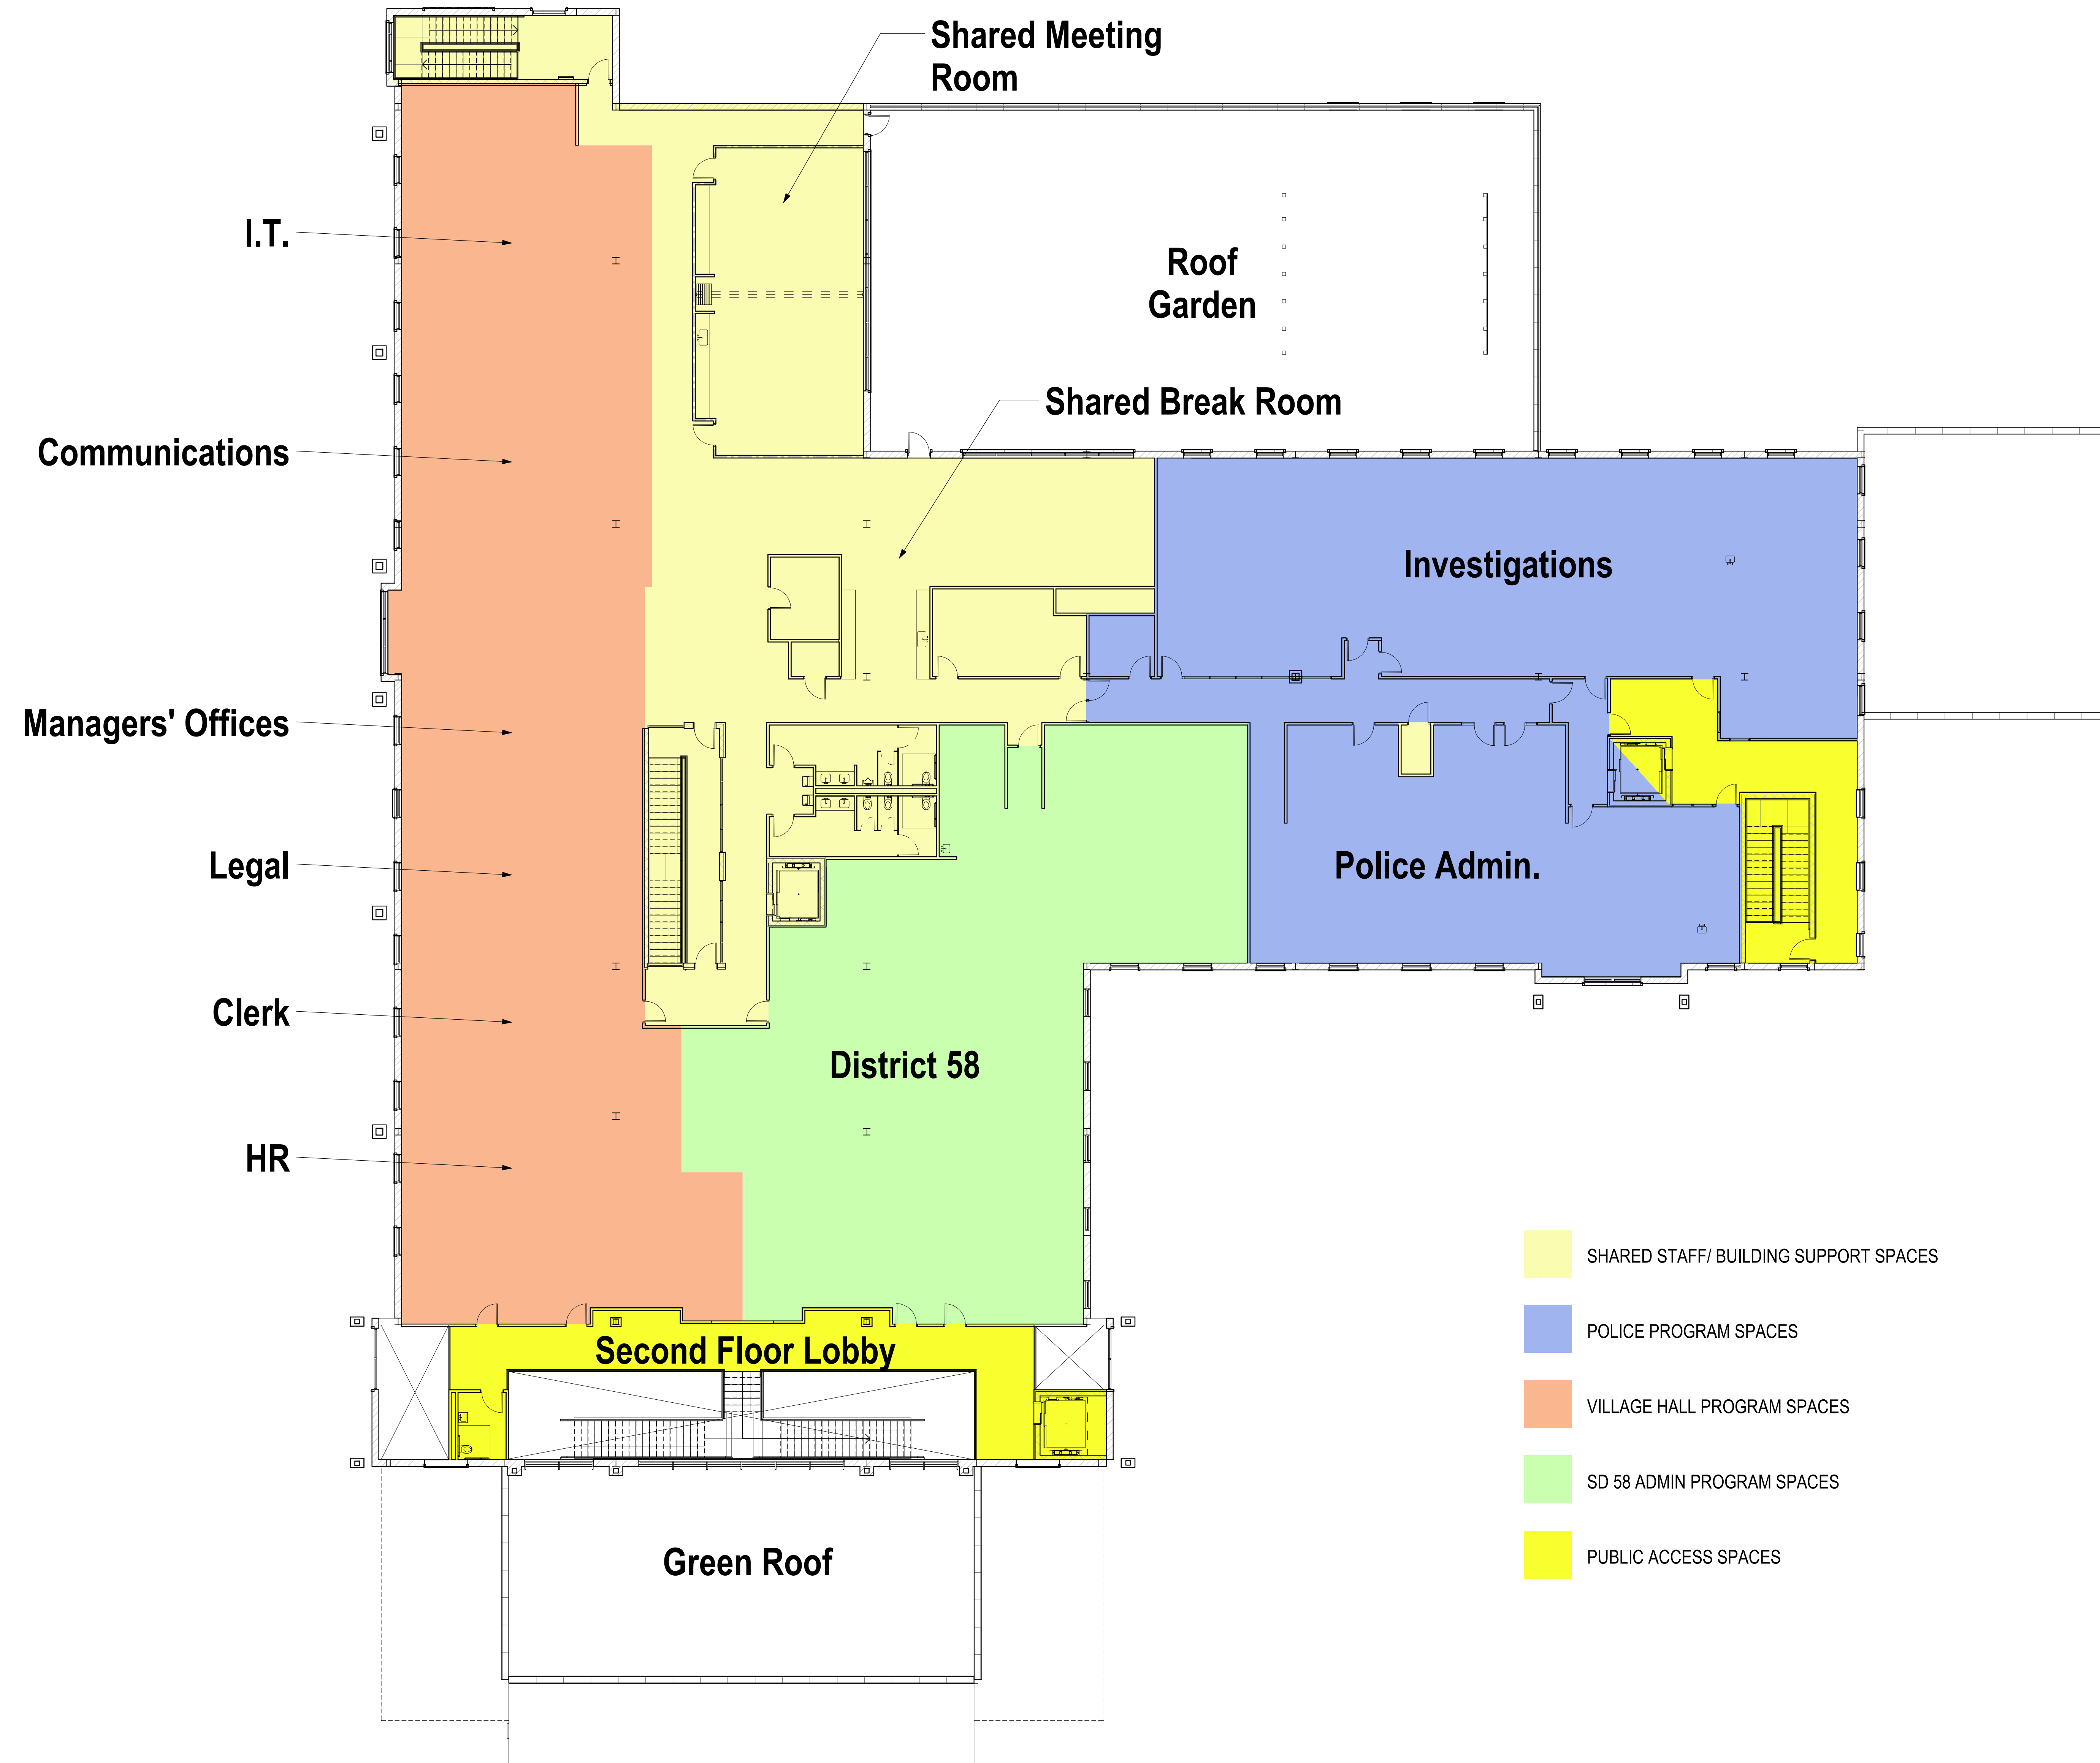 Shared Meeting
Room
I.T.
Roof
Garden
Shared Break Room
Communications
Investigations
Managers' Offices
Legal
Police Admin.
Clerk
District 58
HR
SHARED STAFF/ BUILDING SUPPORT SPACES
POLICE PROGRAM SPACES
Second Floor Lobby
VILLAGE HALL PROGRAM SPACES
SD 58 ADMIN PROGRAM SPACES
Green Roof
PUBLIC ACCESS SPACES